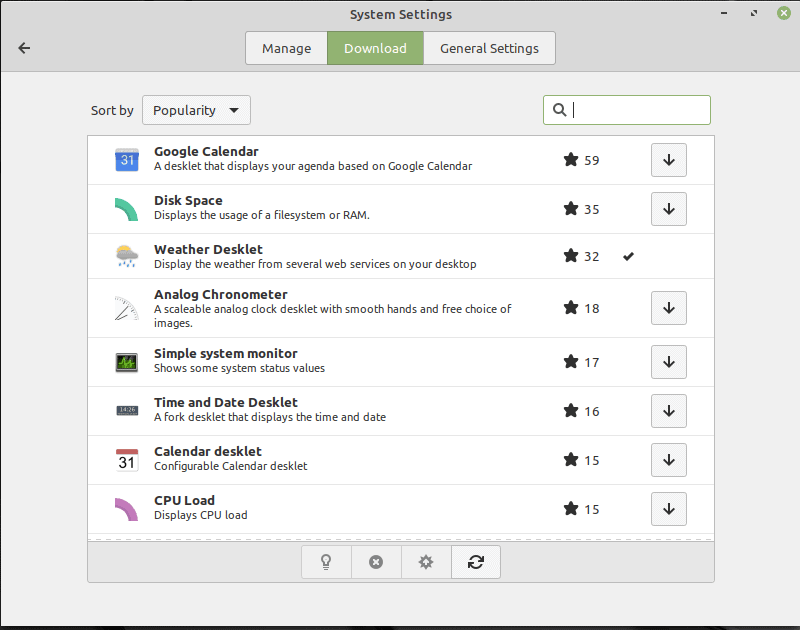 System Settings
Manage Download General Settings
Sort by Popularity
31 Google Calendar 59
A desklet that displays your agenda based on Google Calendar
Disk Space 35
Displays the usage of a filesystem or RAM.
Weather Desklet 32
Display the weather from several web services on your desktop
Analog Chronometer 18
A scaleable analog clock desklet with smooth hands and free choice of
images.
Simple system monitor 17
Shows some system status values
14:26 Time and Date Desklet 16
A fork desklet that displays the time and date
31 Calendar desklet 15
Configurable Calendar desklet
CPU Load 15
Displays CPU load